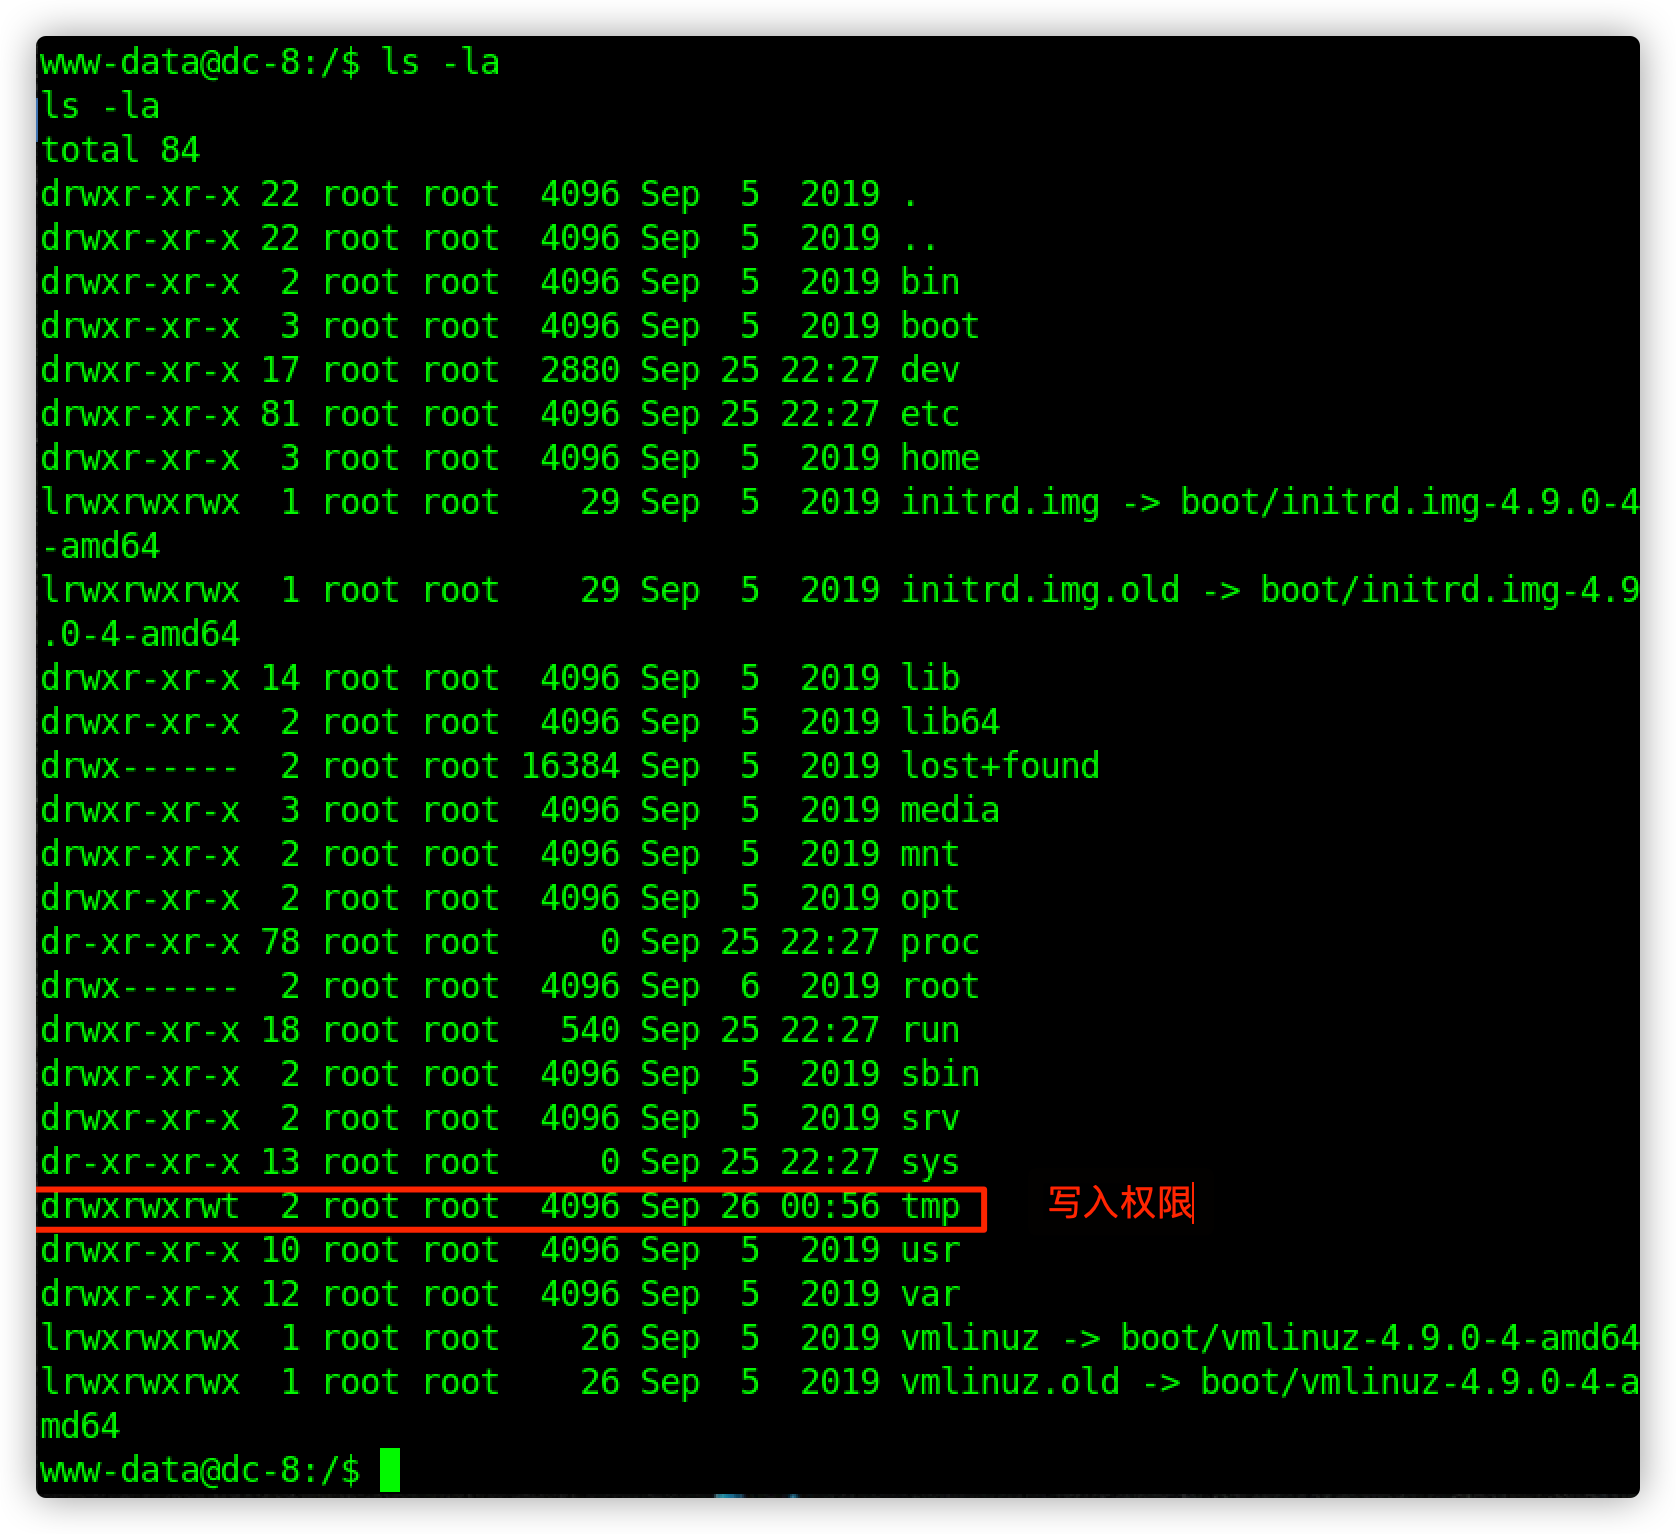 www-data@dc-8:/$ ls -la
ls -la
total 84
drwxr-xr-x 22 root root  4096 Sep  5  2019 .
drwxr-xr-x 22 root root  4096 Sep  5  2019 ..
drwxr-xr-x  2 root root  4096 Sep  5  2019 bin
drwxr-xr-x  3 root root  4096 Sep  5  2019 boot
drwxr-xr-x 17 root root  2880 Sep 25 22:27 dev
drwxr-xr-x 81 root root  4096 Sep 25 22:27 etc
drwxr-xr-x  3 root root  4096 Sep  5  2019 home
lrwxrwxrwx  1 root root    29 Sep  5  2019 initrd.img -> boot/initrd.img-4.9.0-4
-amd64
lrwxrwxrwx  1 root root    29 Sep  5  2019 initrd.img.old -> boot/initrd.img-4.9
.0-4-amd64
drwxr-xr-x 14 root root  4096 Sep  5  2019 lib
drwxr-xr-x  2 root root  4096 Sep  5  2019 lib64
drwx------  2 root root 16384 Sep  5  2019 lost+found
drwxr-xr-x  3 root root  4096 Sep  5  2019 media
drwxr-xr-x  2 root root  4096 Sep  5  2019 mnt
drwxr-xr-x  2 root root  4096 Sep  5  2019 opt
dr-xr-xr-x 78 root root     0 Sep 25 22:27 proc
drwx------  2 root root  4096 Sep  6  2019 root
drwxr-xr-x 18 root root   540 Sep 25 22:27 run
drwxr-xr-x  2 root root  4096 Sep  5  2019 sbin
drwxr-xr-x  2 root root  4096 Sep  5  2019 srv
dr-xr-xr-x 13 root root     0 Sep 25 22:27 sys
drwxrwxrwt  2 root root  4096 Sep 26 00:56 tmp 写入权限
drwxr-xr-x 10 root root  4096 Sep  5  2019 usr
drwxr-xr-x 12 root root  4096 Sep  5  2019 var
lrwxrwxrwx  1 root root    26 Sep  5  2019 vmlinuz -> boot/vmlinuz-4.9.0-4-amd64
lrwxrwxrwx  1 root root    26 Sep  5  2019 vmlinuz.old -> boot/vmlinuz-4.9.0-4-a
md64
www-data@dc-8:/$